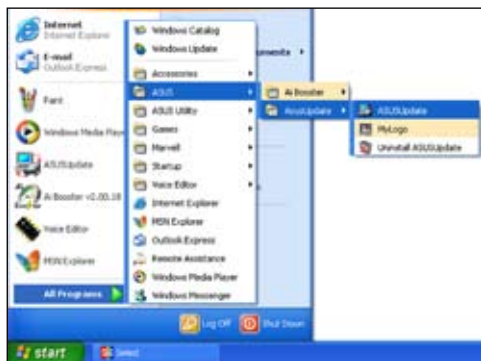 Internet
Internet Explorer
E-mail
Outlook Express
Paint
Windows Media Play
ASUSUpdate
Ai Booster v2.00.18
Voice Editor
MSN Explorer
All Programs
Windows Catalog
Windows Update
Accessories
ASUS
ASUS Utility
Games
Marvell
Startup
Voice Editor
Internet Explorer
MSN Explorer
Outlook Express
Remote Assistance
Windows Media Player
Windows Messenger
uments
Ai Booster
AsusUpdate
ASUSUpdate
MyLogo
Uninstall ASUSUpdate
Log Off
Shut Down
start